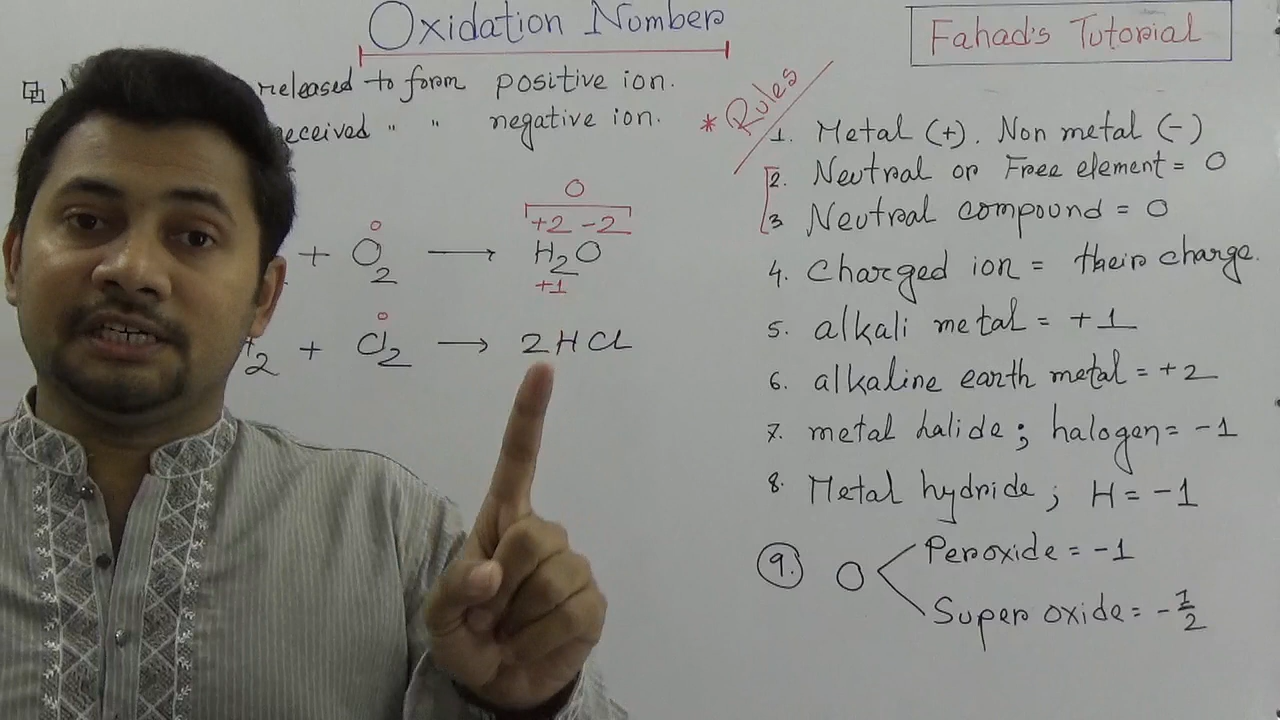 Oxidation Number
Fahad's Tutorial
released to form positive ion.
received " " negative ion.
* Rules
1. Metal (+). Non metal (-)
2. Neutral or Free element = 0
3 Neutral compound = 0
4. Charged ion = their charge.
5. alkali metal = +1
6. alkaline earth metal = +2
7. metal halide; halogen = -1
8. Metal hydride; H = -1
9. O
Peroxide = -1
Super oxide = -1/2
0
0 +2 -2
+ O2 → H2O
+1
0
2 + Cl2 → 2HCl